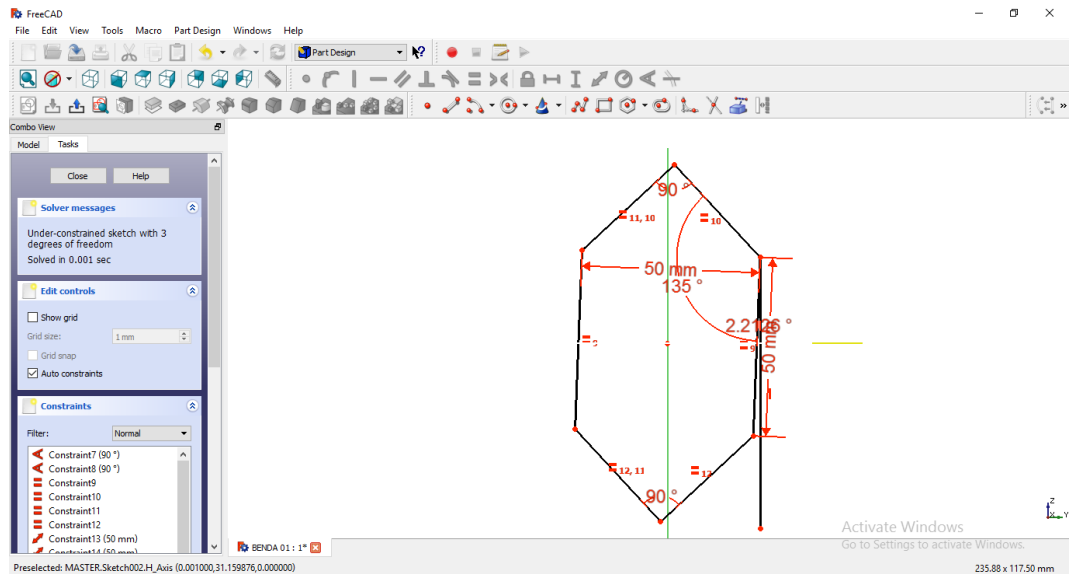 FreeCAD
File Edit View Tools Macro Part Design Windows Help
Part Design
Combo View
Model Tasks
Close Help
Solver messages
Under-constrained sketch with 3
degrees of freedom
Solved in 0.001 sec
Edit controls
Show grid
Grid size: 1 mm
Grid snap
Auto constraints
Constraints
Filter: Normal
Constraint7 (90 °)
Constraint8 (90 °)
Constraint9
Constraint10
Constraint11
Constraint12
Constraint13 (50 mm)
Constraint14 (50 mm)
90 °
11, 10
10
50 mm
135 °
2.2126 °
9
9
50 mm
12, 11
12
90 °
Z
X Y
Activate Windows
Go to Settings to activate Windows.
BENDA 01 : 1*
Preselected: MASTER.Sketch002.H_Axis (0.001000,31.159876,0.000000)
235.88 x 117.50 mm